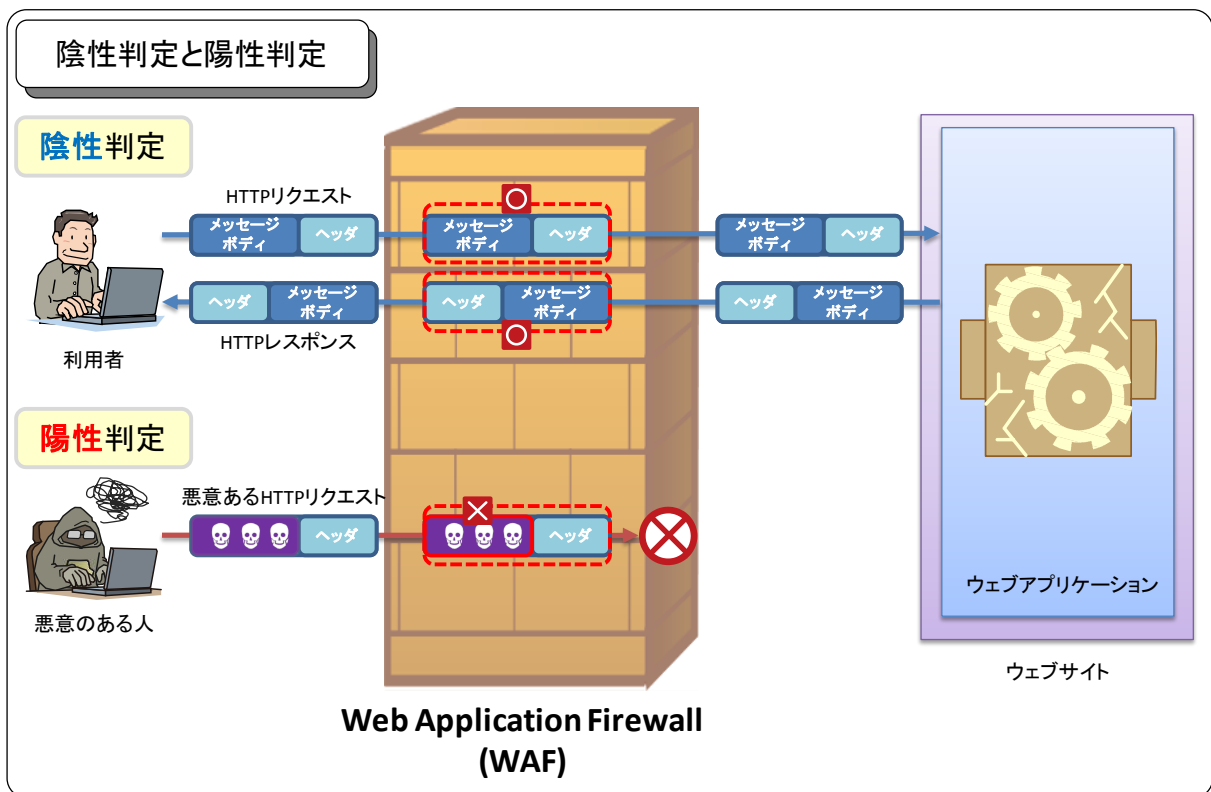 陰性判定と陽性判定
陰性判定
HTTPリクエスト
メッセージ
ボディ
ヘッダ
メッセージ
ボディ
ヘッダ
メッセージ
ボディ
ヘッダ
ヘッダ
メッセージ
ボディ
ヘッダ
メッセージ
ボディ
ヘッダ
メッセージ
ボディ
HTTPレスポンス
利用者
陽性判定
悪意あるHTTPリクエスト
ヘッダ
ヘッダ
悪意のある人
ウェブアプリケーション
ウェブサイト
Web Application Firewall
(WAF)